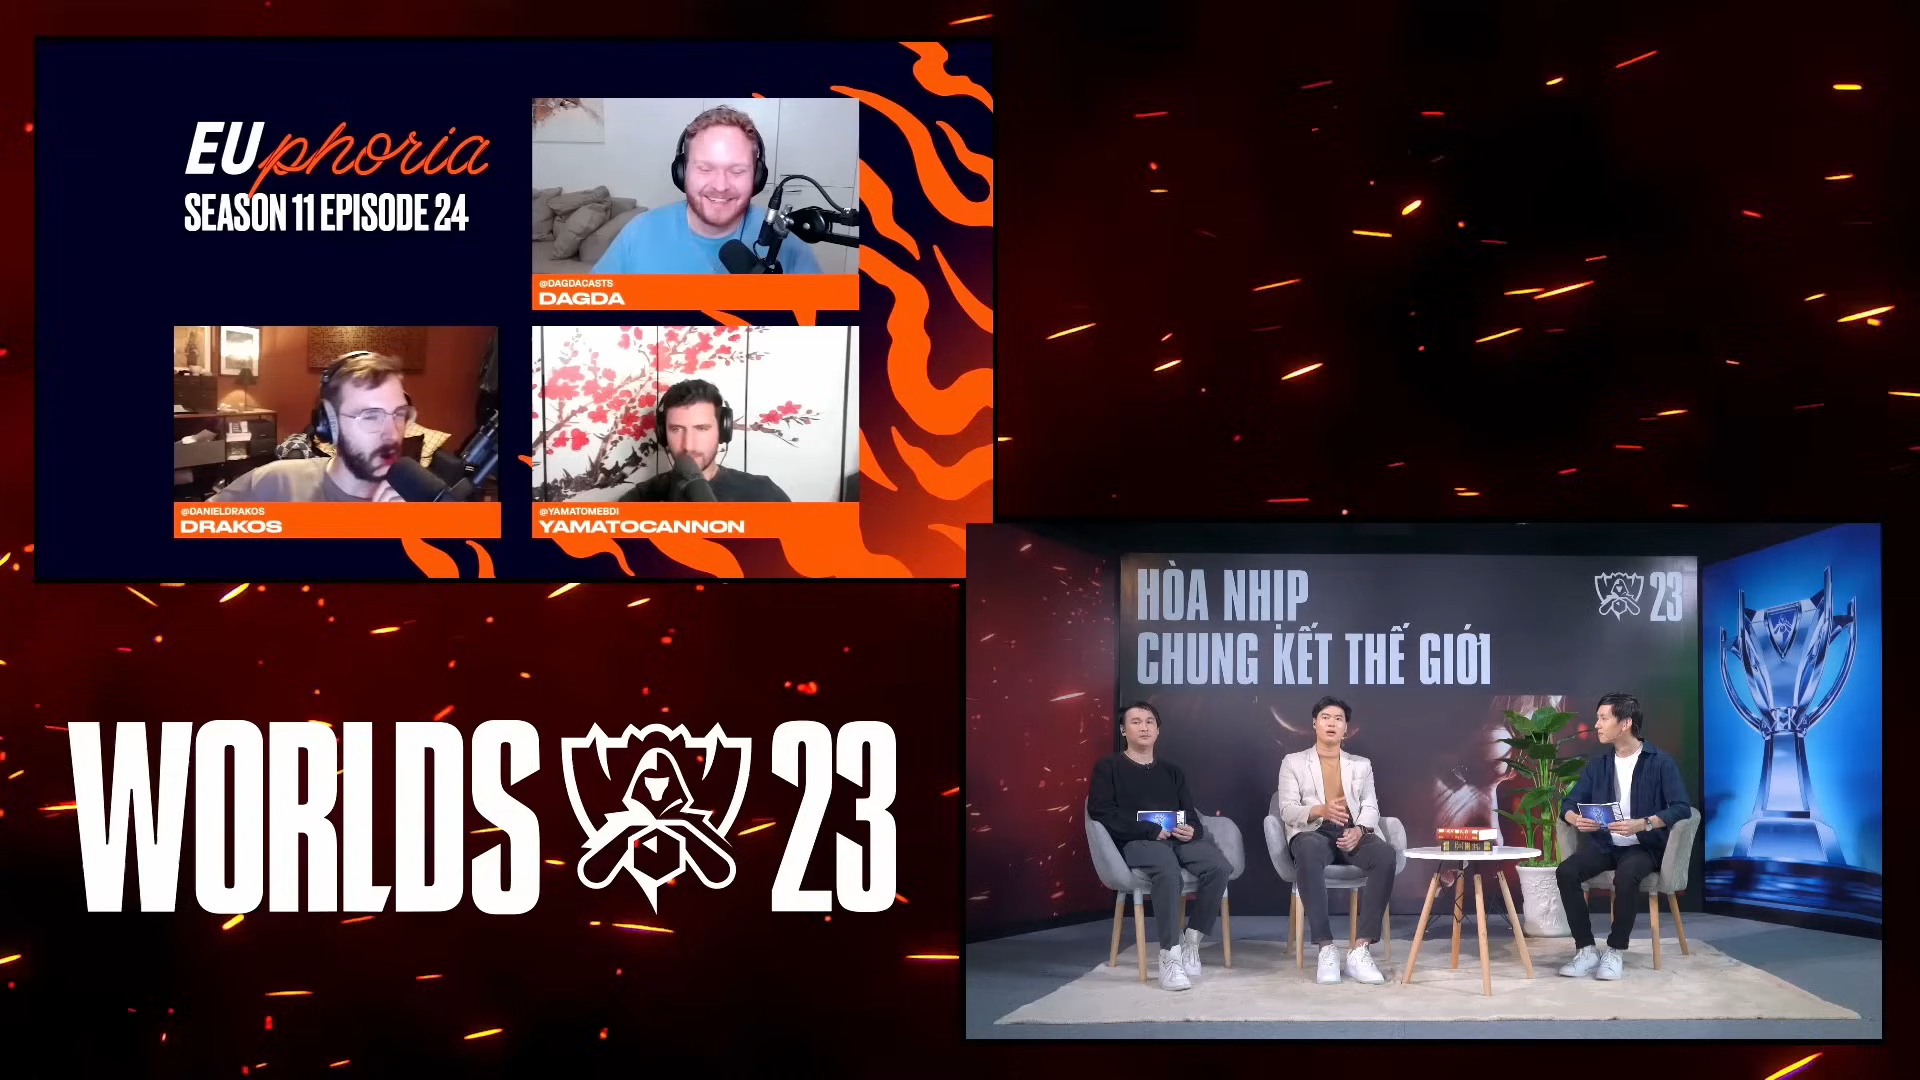 EUphoria
SEASON 11 EPISODE 24
@DAGDACASTS
DAGDA
@DANIELDRAKOS
DRAKOS
@YAMATOMEBDI
YAMATOCANNON
WORLDS 23
HÒA NHỊP
CHUNG KẾT THẾ GIỚI
23